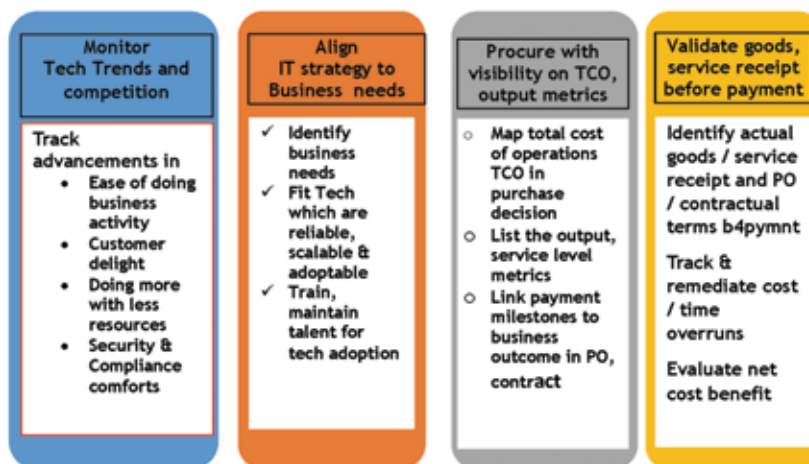 Monitor
Tech Trends and
competition
Track
advancements in
• Ease of doing
business
activity
• Customer
delight
• Doing more
with less
resources
• Security &
Compliance
comforts
Align
IT strategy to
Business needs
✓ Identify
business
needs
✓ Fit Tech
which are
reliable,
scalable &
adoptable
✓ Train,
maintain
talent for
tech adoption
Procure with
visibility on TCO,
output metrics
o Map total cost
of operations
TCO in
purchase
decision
o List the output,
service level
metrics
o Link payment
milestones to
business
outcome in PO,
contract
Validate goods,
service receipt
before payment
Identify actual
goods / service
receipt and PO
/ contractual
terms b4pymnt
Track &
remediate cost
/ time
overruns
Evaluate net
cost benefit